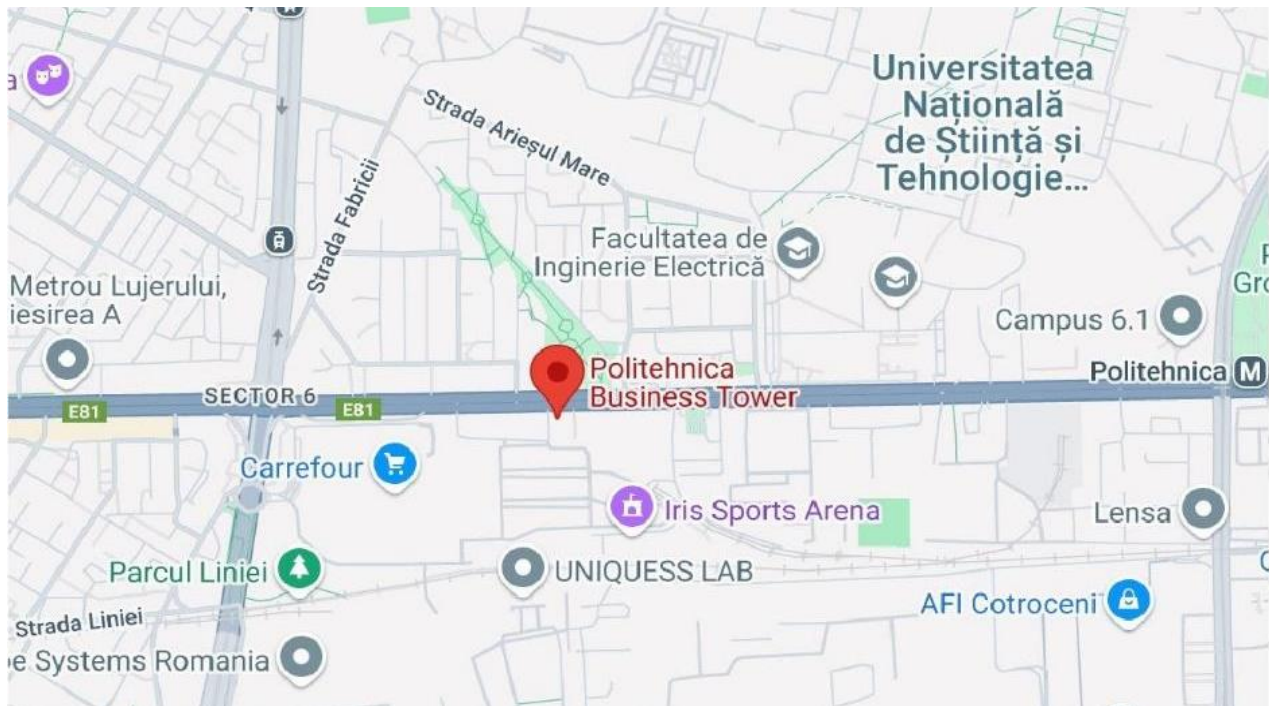 Strada Arieșul Mare
Strada Fabricii
Universitatea
Națională
de Știință și
Tehnologie...
Facultatea de
Inginerie Electrică
Metrou Lujerului,
iesirea A
Campus 6.1
Politehnica
Business Tower
Politehnica M
SECTOR 6
E81
E81
Carrefour
Iris Sports Arena
Lensa
Parcul Liniei
UNIQUESS LAB
AFI Cotroceni
Strada Liniei
Systems Romania